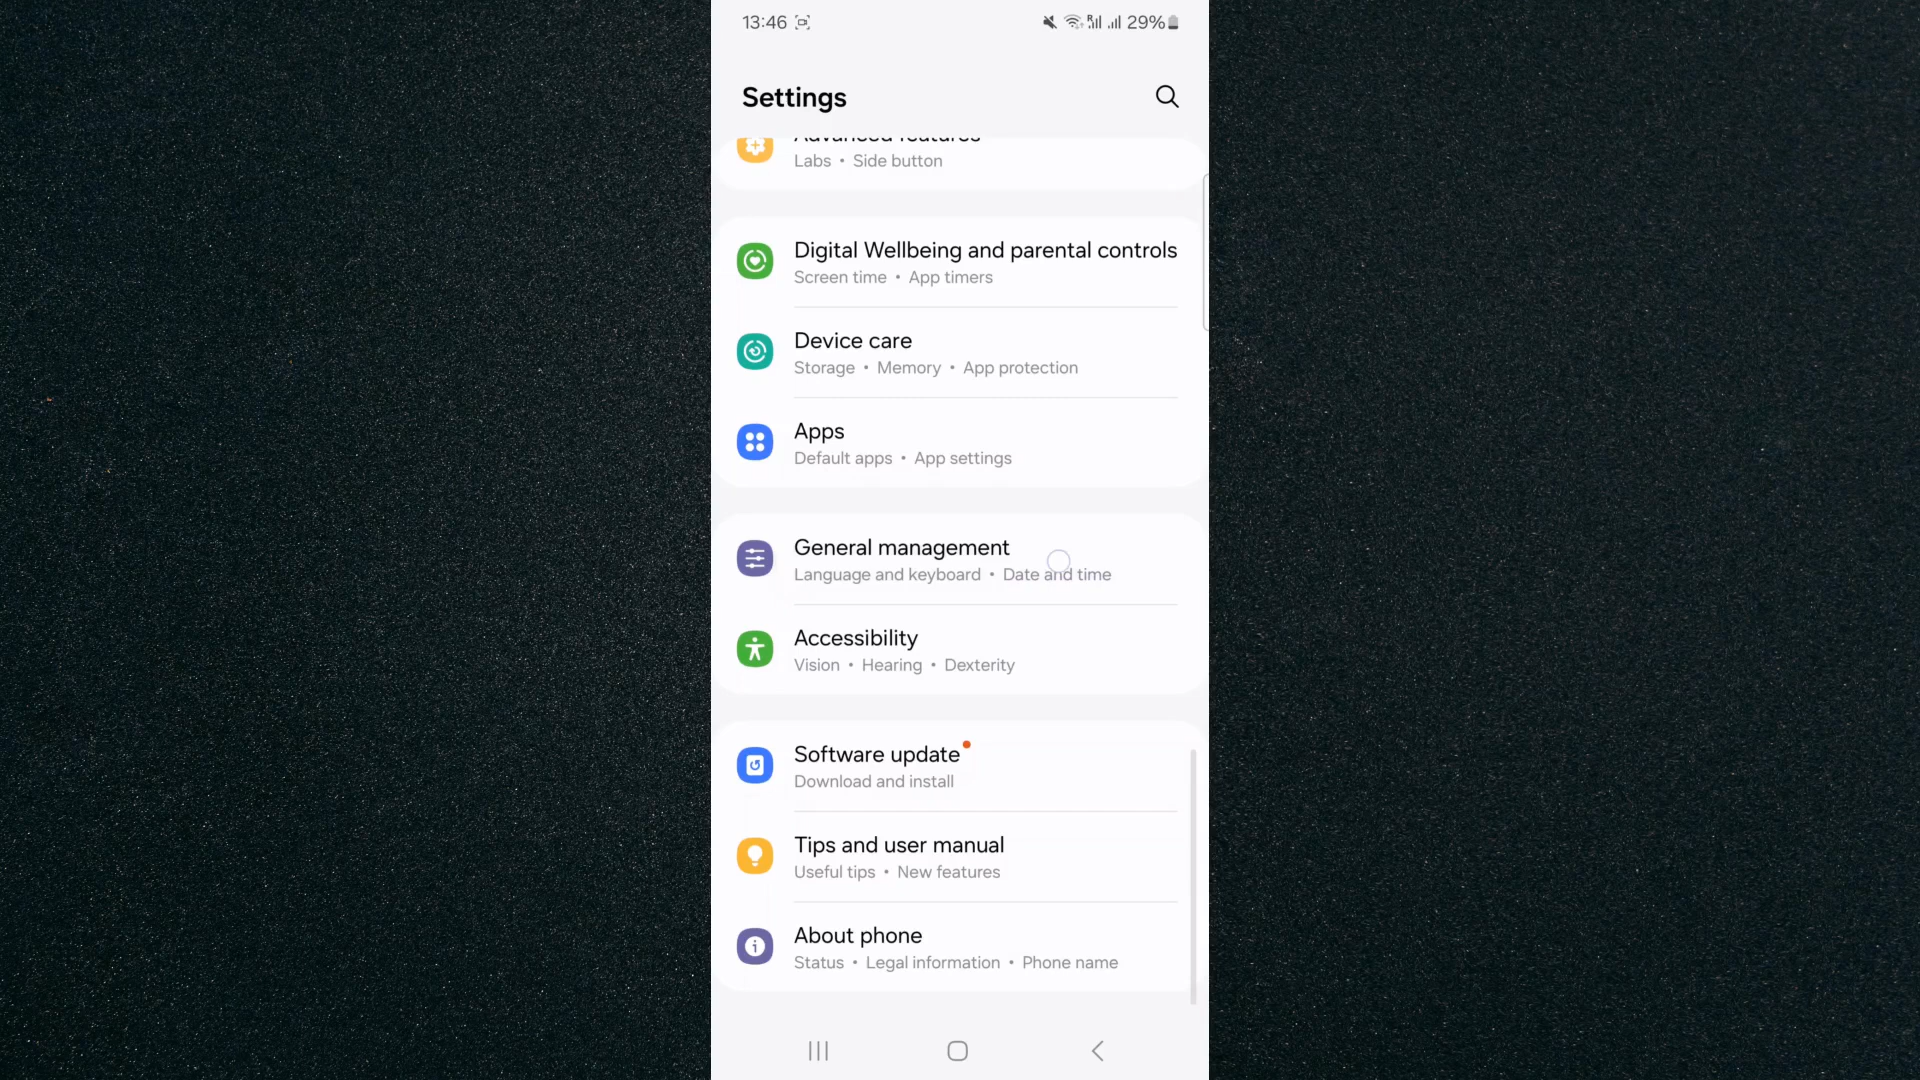 13:46
29%
Settings
Advanced features
Labs • Side button
Digital Wellbeing and parental controls
Screen time • App timers
Device care
Storage • Memory • App protection
Apps
Default apps • App settings
General management
Language and keyboard • Date and time
Accessibility
Vision • Hearing • Dexterity
Software update
Download and install
Tips and user manual
Useful tips • New features
About phone
Status • Legal information • Phone name